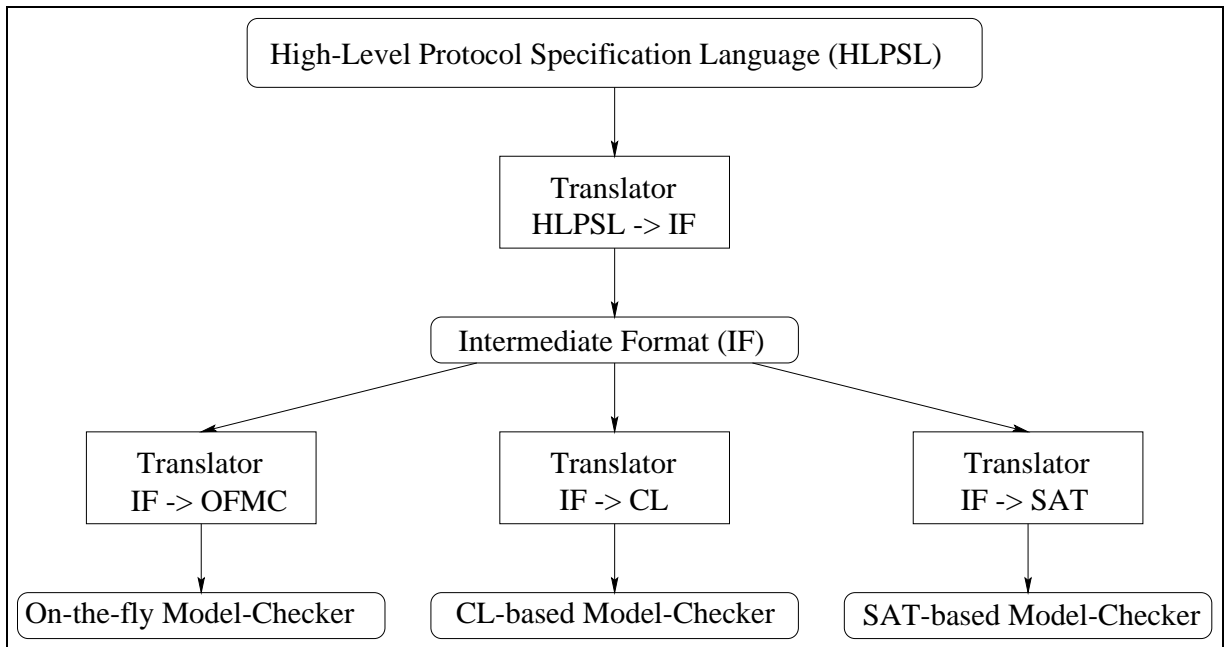 High-Level Protocol Specification Language (HLPSL)
Translator
HLPSL -> IF
Intermediate Format (IF)
Translator
IF -> OFMC
Translator
IF -> CL
Translator
IF -> SAT
On-the-fly Model-Checker
CL-based Model-Checker
SAT-based Model-Checker